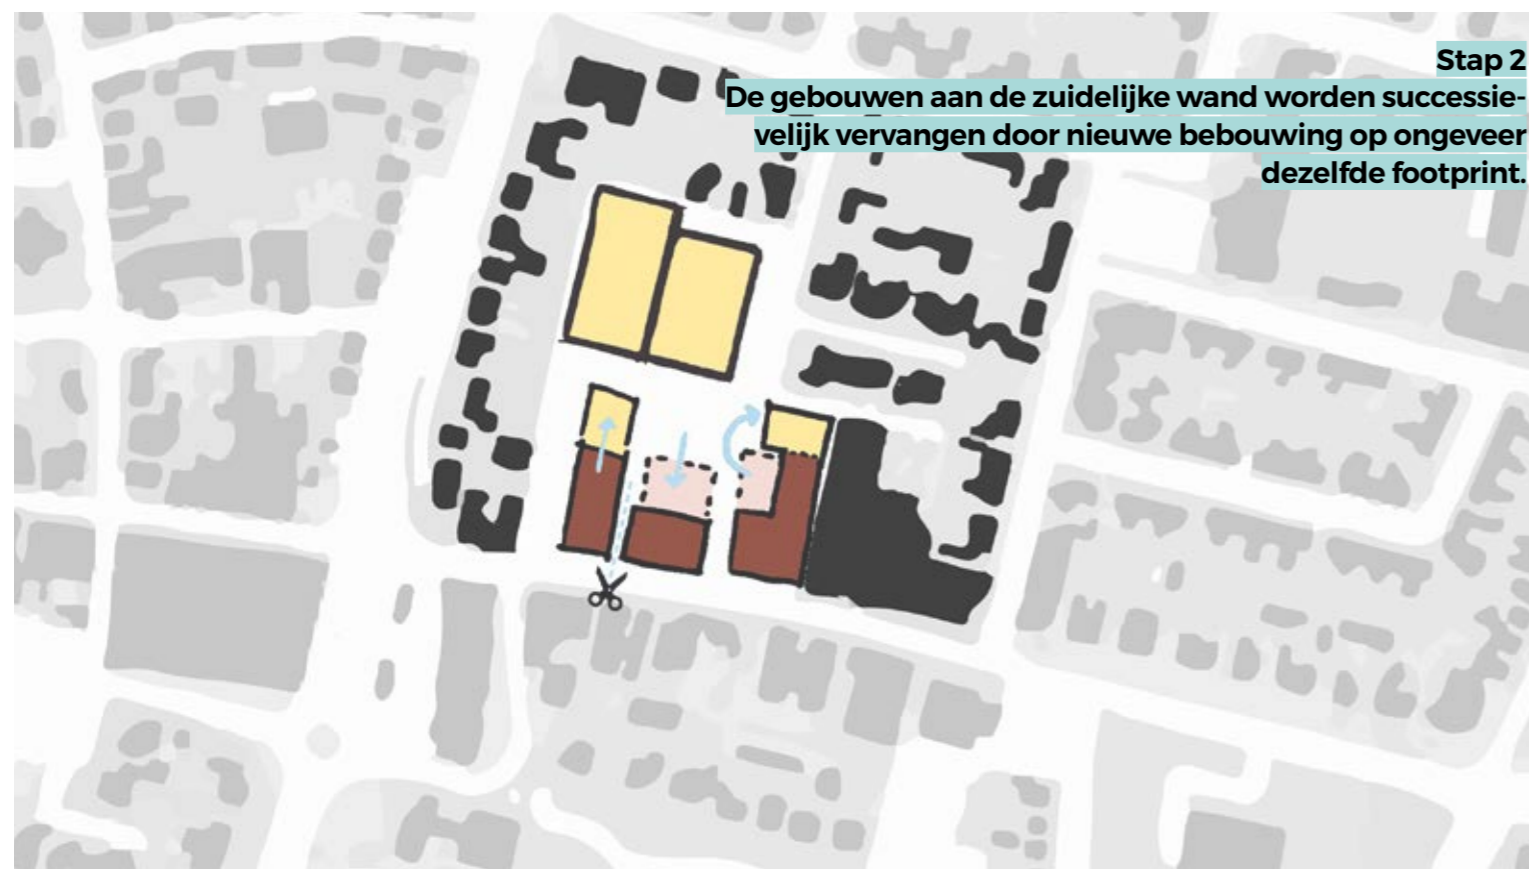 Stap 2
De gebouwen aan de zuidelijke wand worden successie-
velijk vervangen door nieuwe bebouwing op ongeveer
dezelfde footprint.